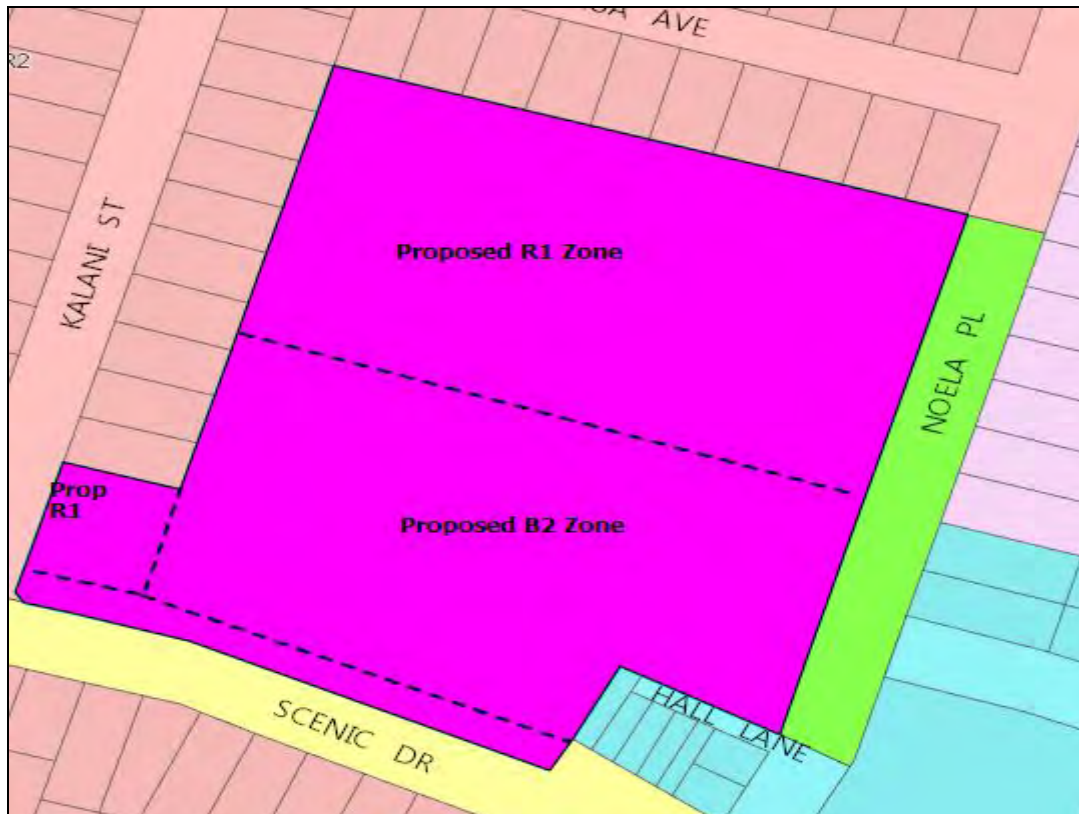 AVE
R2
Proposed R1 Zone
KALANI ST
NOELA PL
Prop
R1
Proposed B2 Zone
HALL LANE
SCENIC DR